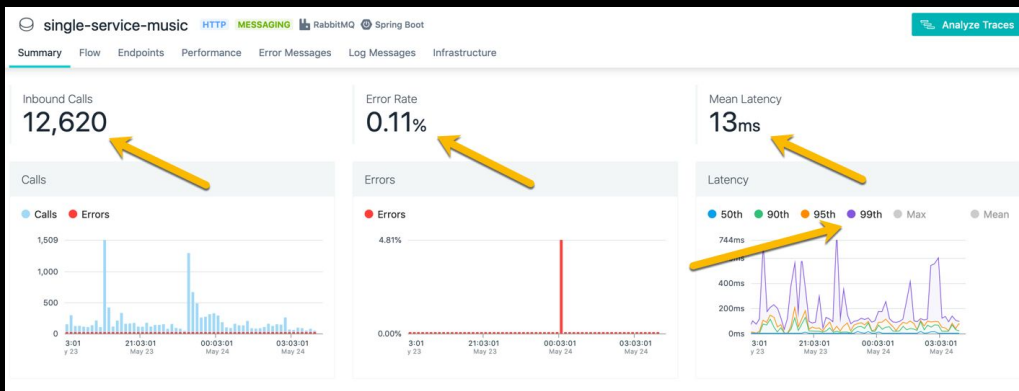 single-service-music HTTP MESSAGING RabbitMQ Spring Boot
Analyze Traces
Summary Flow Endpoints Performance Error Messages Log Messages Infrastructure
Inbound Calls
12,620
Error Rate
0.11%
Mean Latency
13ms
Calls
Calls Errors
1,509
1,000
500
0
3:01 21:03:01 00:03:01 03:03:01
y 23 May 23 May 24 May 24
Errors
Errors
4.81%
0.00%
3:01 21:03:01 00:03:01 03:03:01
y 23 May 23 May 24 May 24
Latency
50th 90th 95th 99th Max Mean
744ms
400ms
200ms
0ms
3:01 21:03:01 00:03:01 03:03:01
y 23 May 23 May 24 May 24